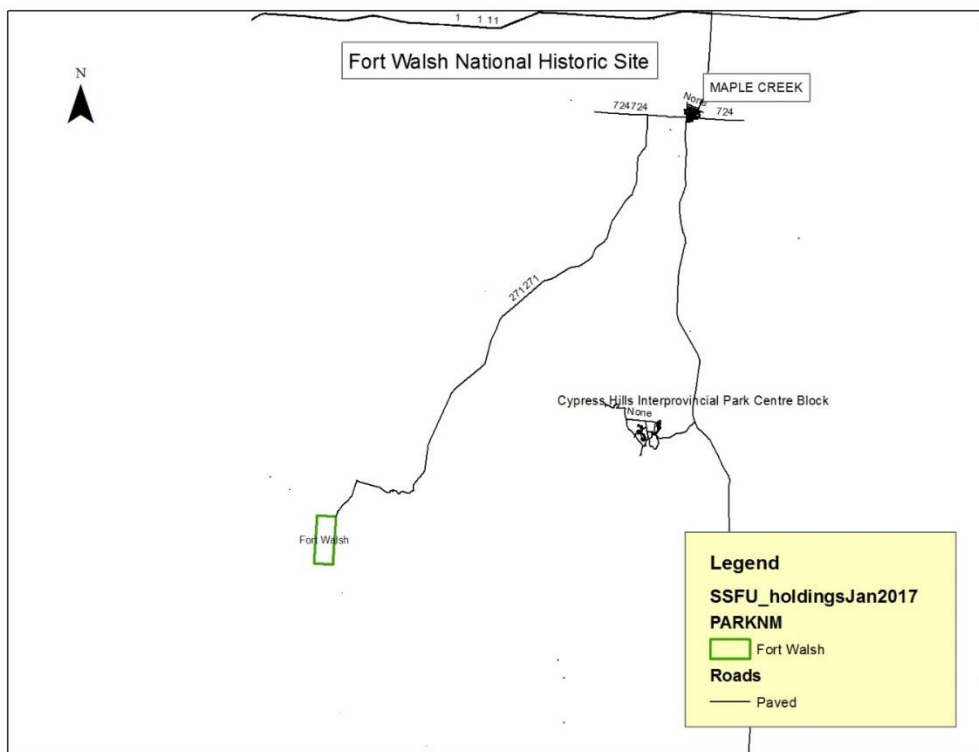 1 1 11
Fort Walsh National Historic Site
N
MAPLE CREEK
None
724724
724
271271
Cypress Hills Interprovincial Park Centre Block
None
Fort Walsh
Legend
SSFU_holdingsJan2017
PARKNM
Fort Walsh
Roads
Paved